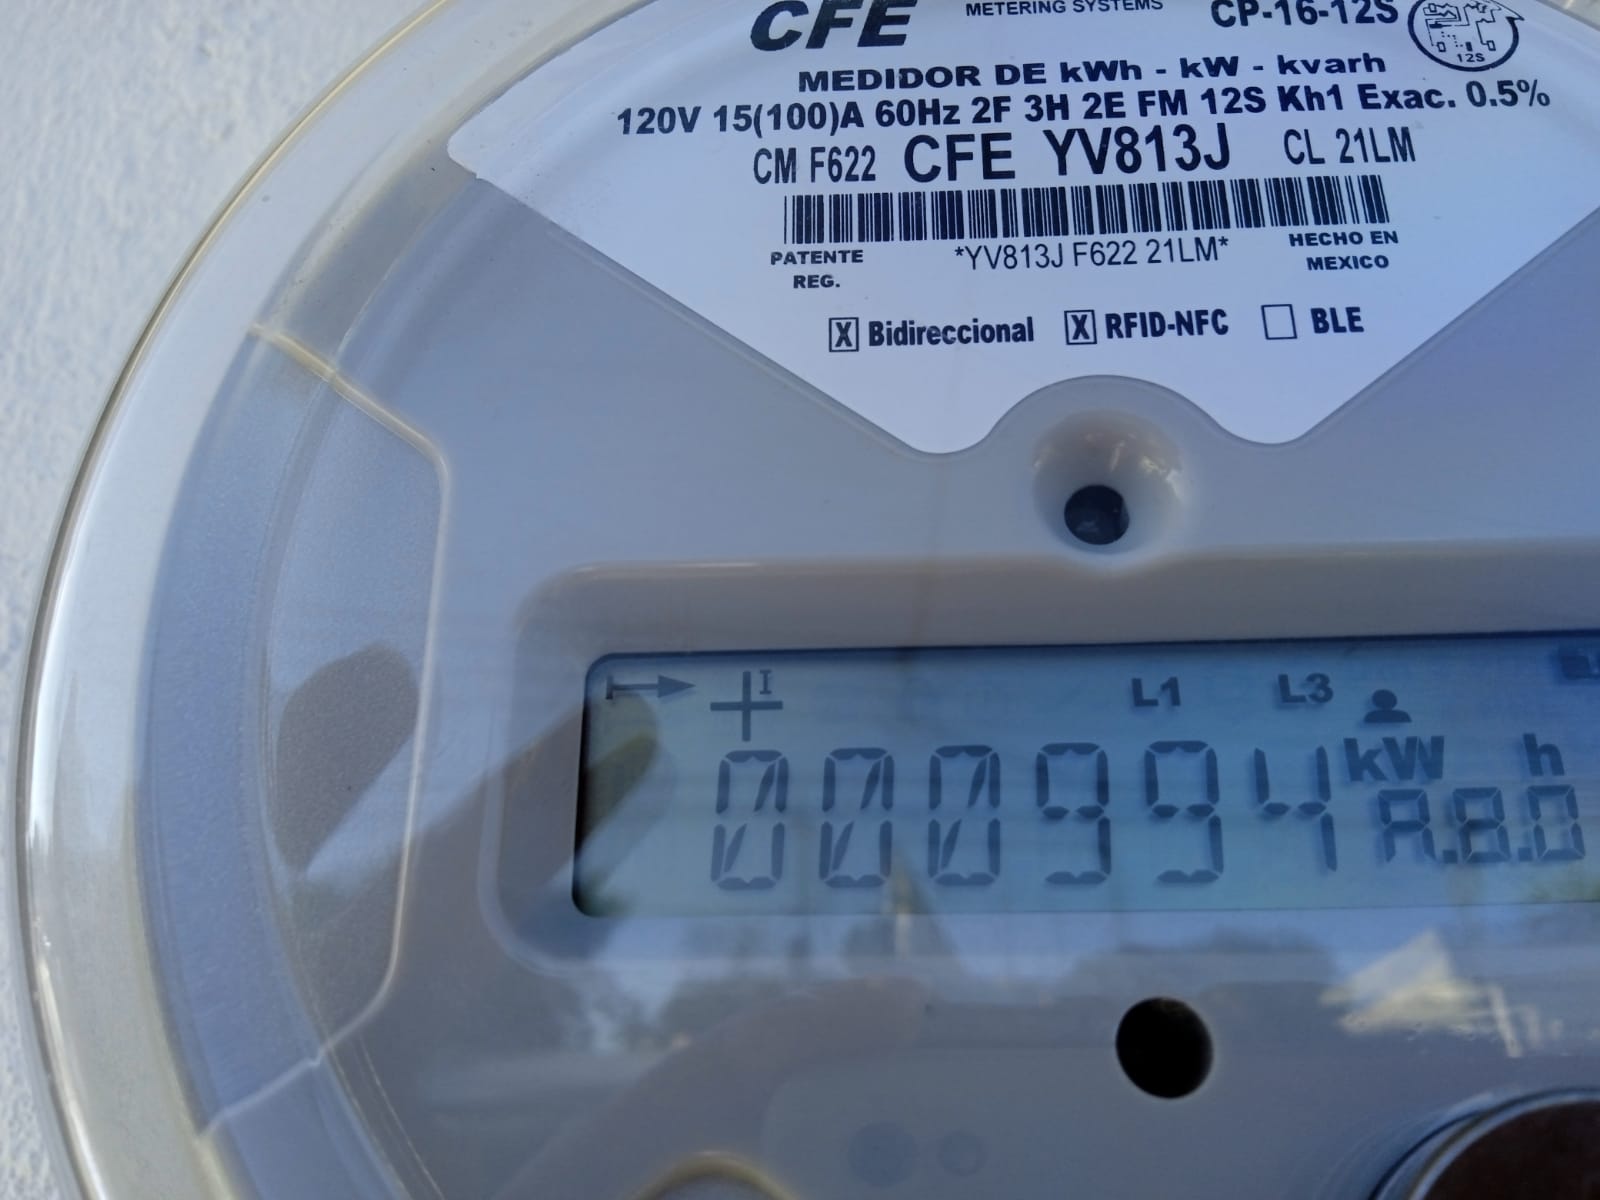 CFE METERING SYSTEMS CP-16-12S
12S
MEDIDOR DE kWh - kW - kvarh
120V 15(100)A 60Hz 2F 3H 2E FM 12S Kh1 Exac. 0.5%
CM F622 CFE YV813J CL 21LM
*YV813J F622 21LM*
PATENTE REG.
HECHO EN MEXICO
X Bidireccional X RFID-NFC BLE
I L1 L3
000994 kW h
A.B.0